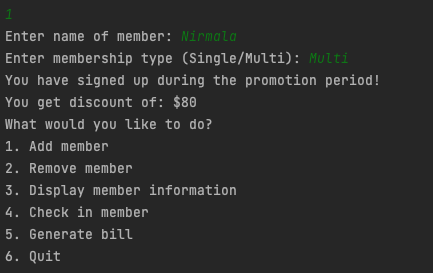 1
Enter name of member: Nirmala
Enter membership type (Single/Multi): Multi
You have signed up during the promotion period!
You get discount of: $80
What would you like to do?
1. Add member
2. Remove member
3. Display member information
4. Check in member
5. Generate bill
6. Quit